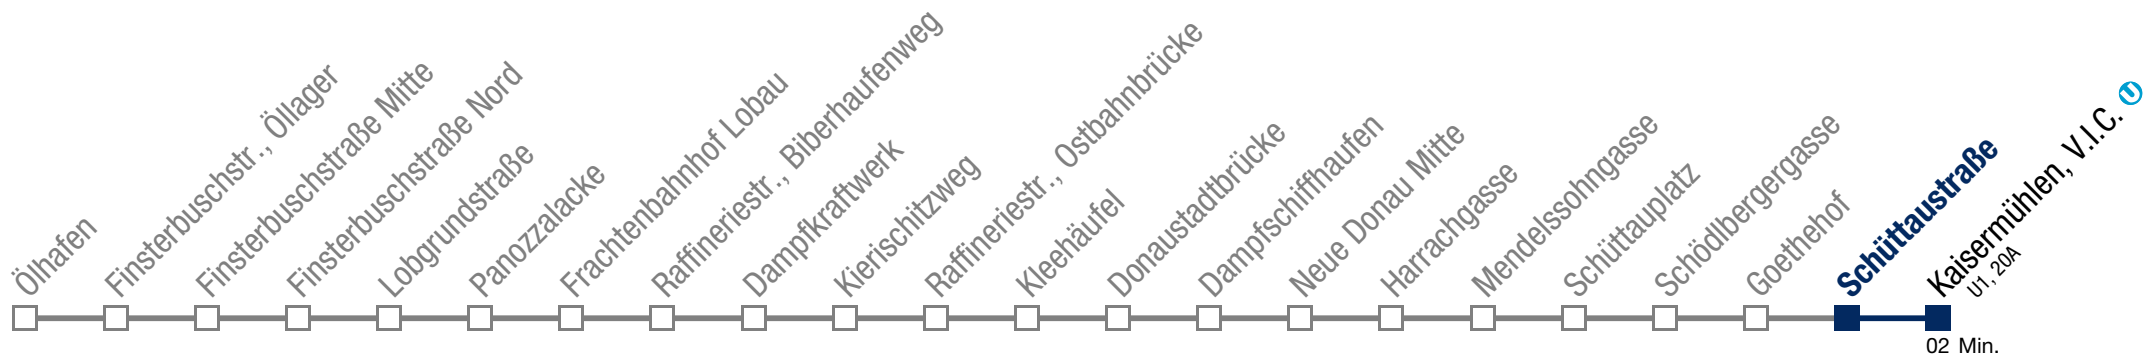 Ölhafen
Finsterbuschstr., Öllager
Finsterbuschstraße Mitte
Finsterbuschstraße Nord
Lobgrundstraße
Panozzalacke
Frachtenbahnhof Lobau
Raffineriestr., Biberhaufenweg
Dampfkraftwerk
Kierischitzweg
Raffineriestr., Ostbahnbrücke
Kleehäufel
Donaustadtbrücke
Dampfschiffhaufen
Neue Donau Mitte
Harrachgasse
Mendelssohngasse
Schüttauplatz
Schödlbergergasse
Goethehof
Schüttaustraße
Kaisermühlen, V.I.C.
U1, 20A
02 Min.